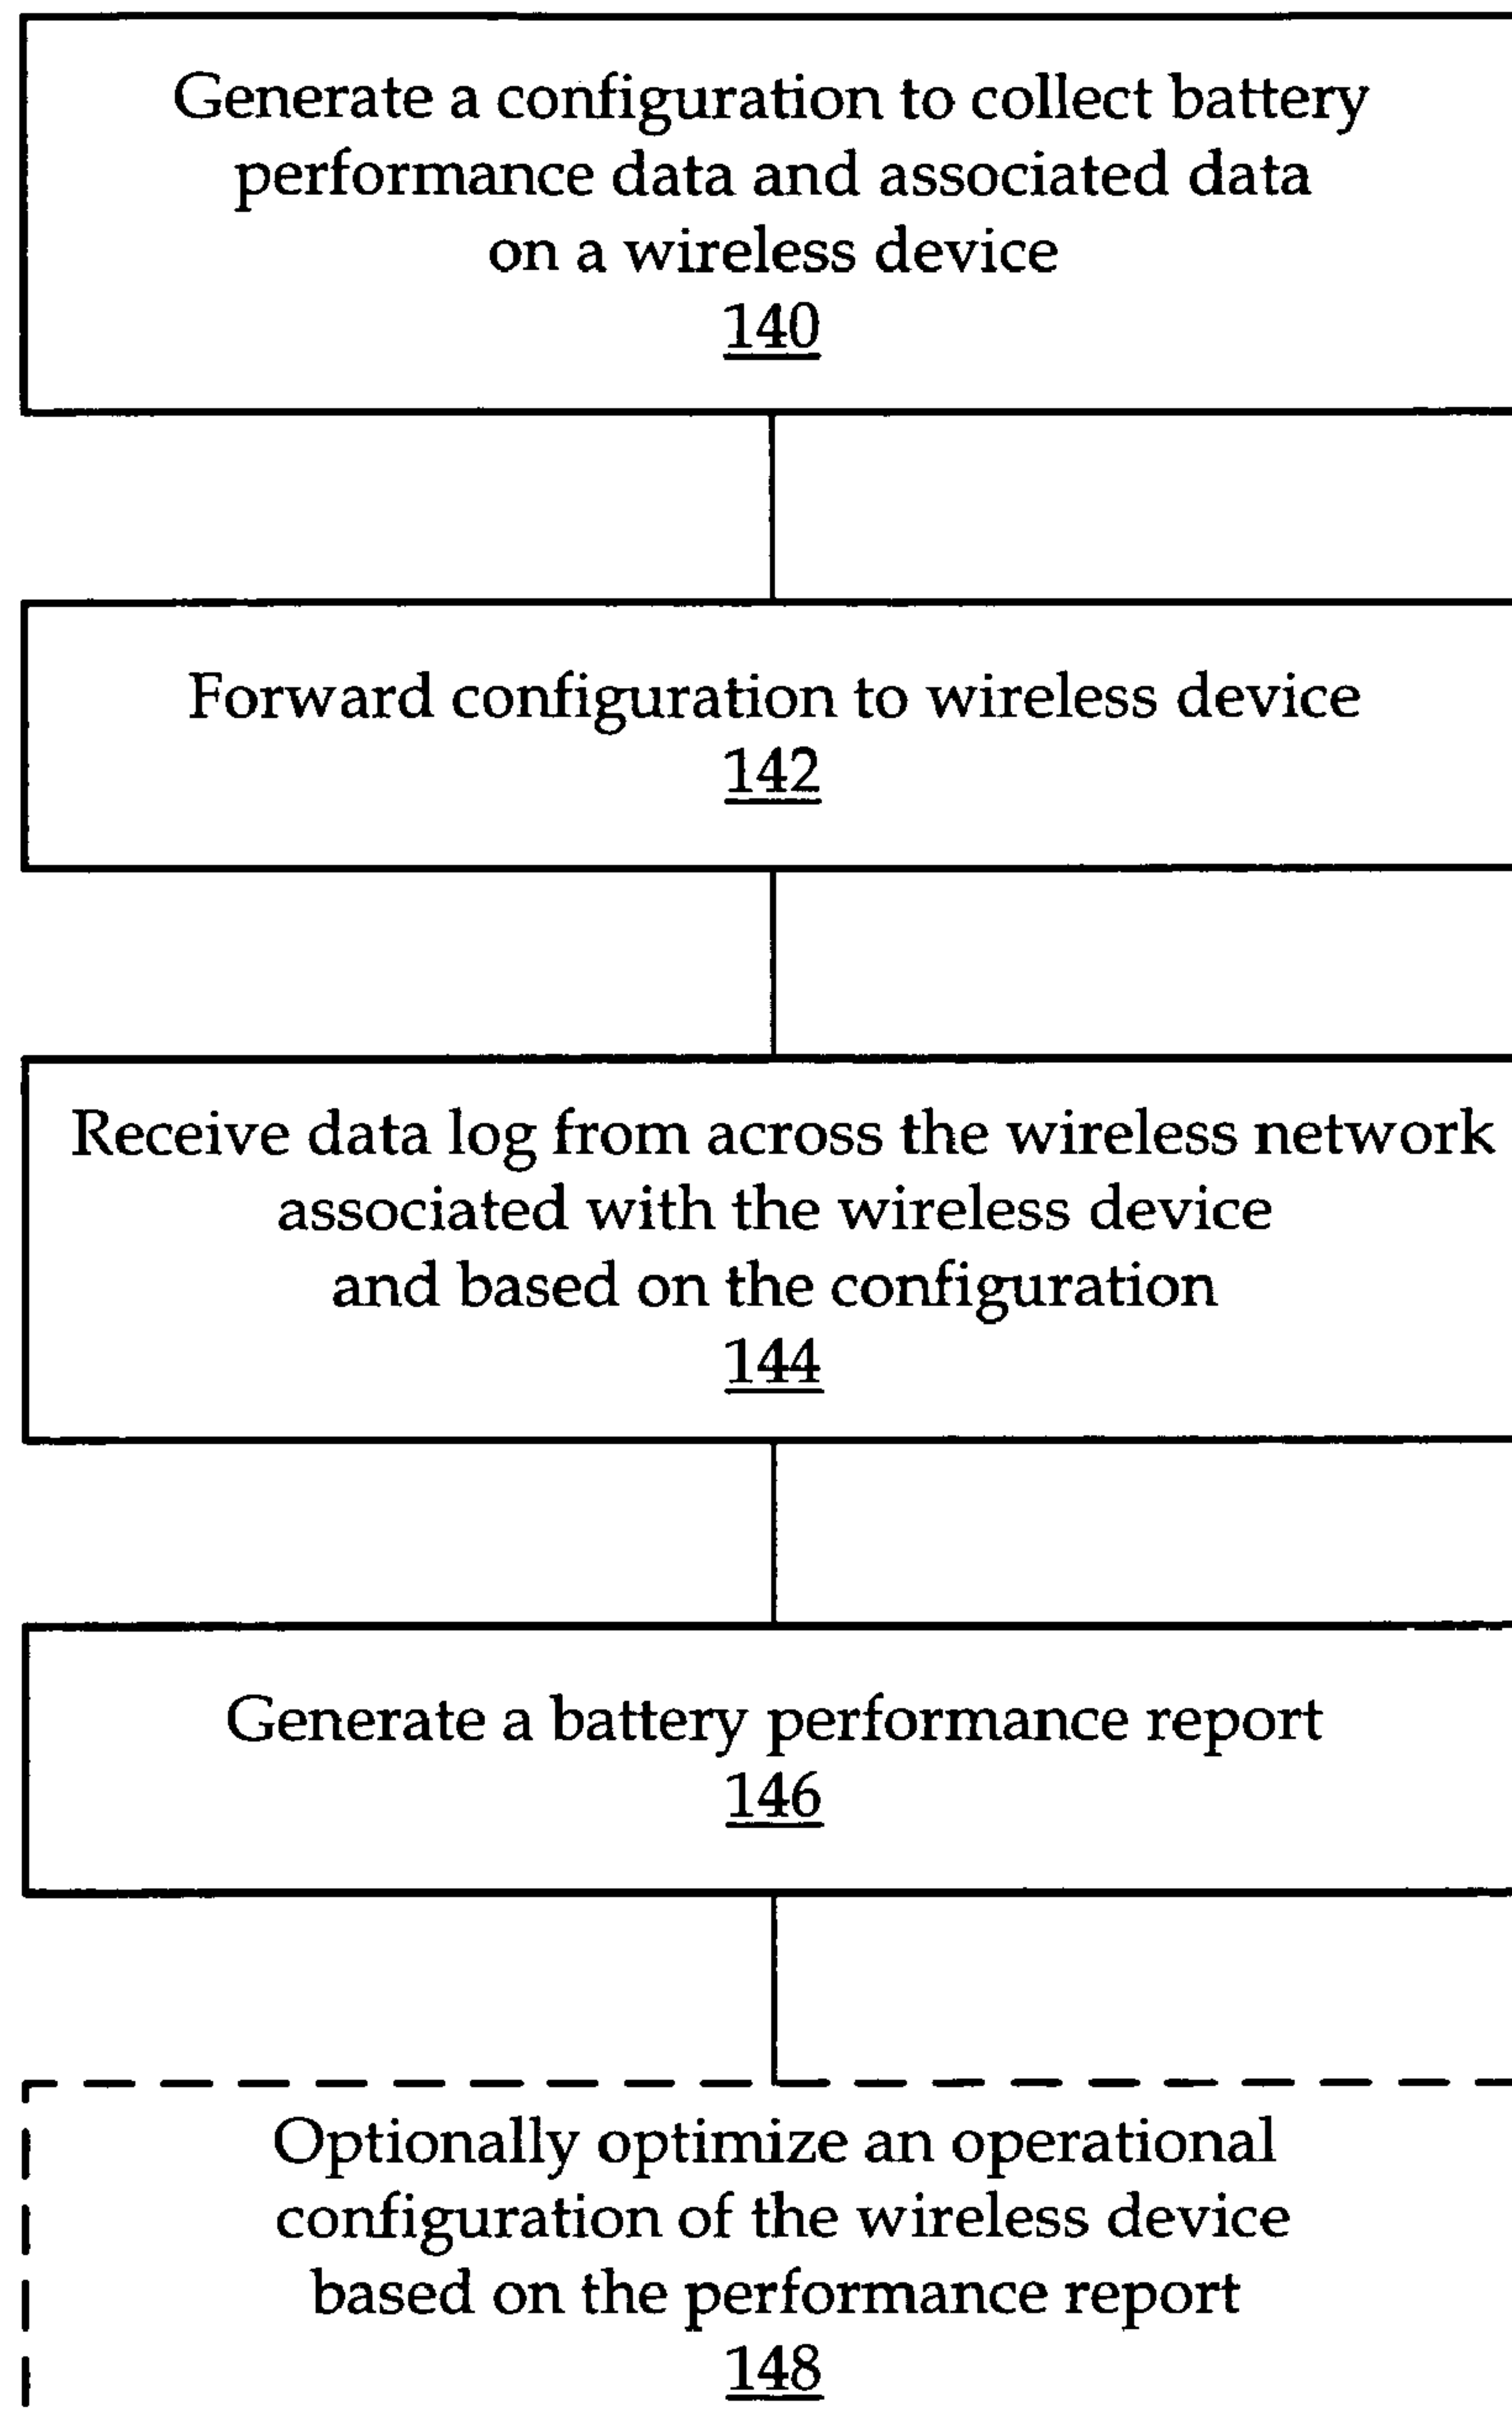 Generate a configuration to collect battery
performance data and associated data
on a wireless device
140
Forward configuration to wireless device
142
Receive data log from across the wireless network
associated with the wireless device
and based on the configuration
144
Generate a battery performance report
146
Optionally optimize an operational
configuration of the wireless device
based on the performance report
148